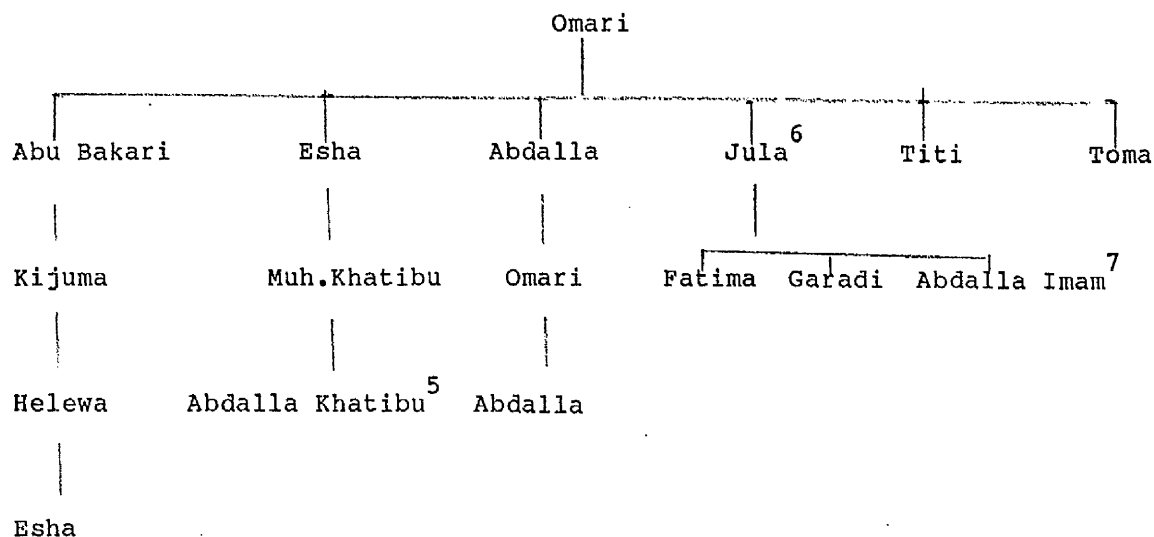 Omari
Abu Bakari Esha Abdalla Jula6 Titi Toma
Kijuma Muh.Khatibu Omari Fatima Garadi Abdalla Imam7
Helewa Abdalla Khatibu5 Abdalla
Esha